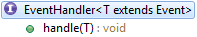 EventHandler<T extends Event>
handle(T) : void